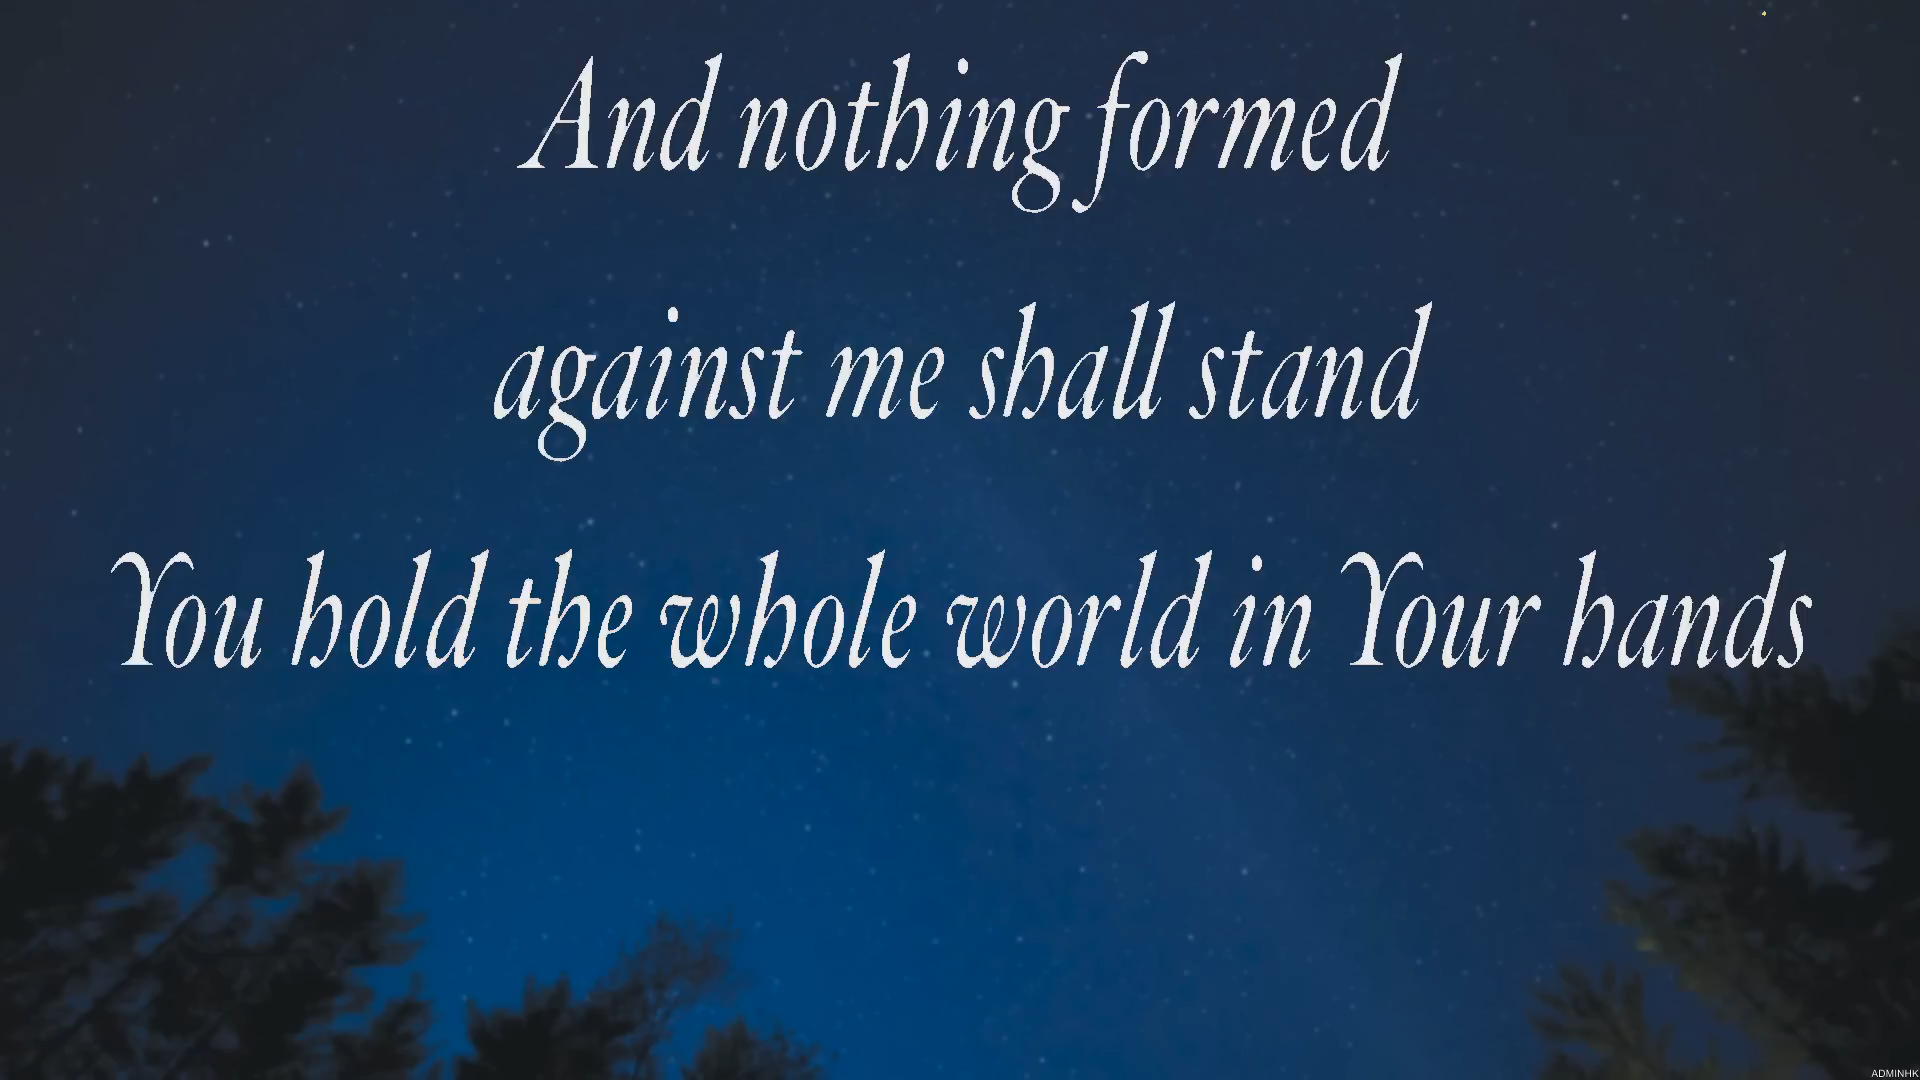 And nothing formed
against me shall stand
You hold the whole world in Your hands
ADMINHK